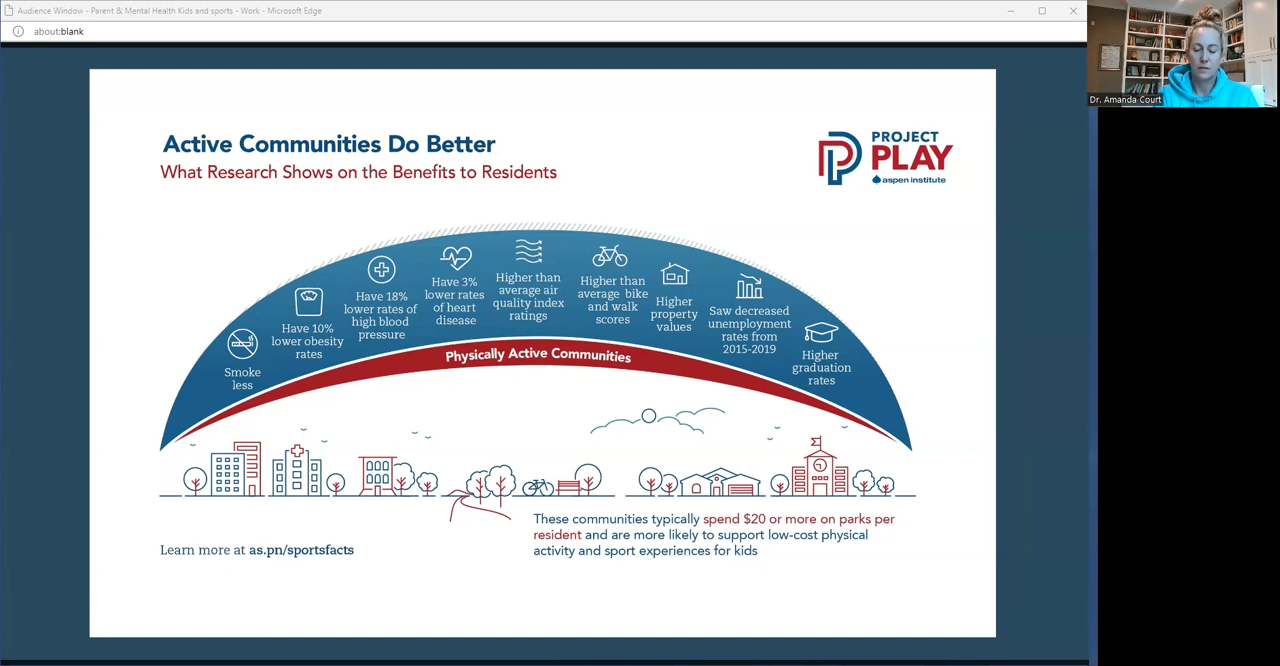 Audience Window - Parent & Mental Health Kids and sports - Work - Microsoft Edge
about:blank
Dr. Amanda Court
Active Communities Do Better
What Research Shows on the Benefits to Residents
PROJECT
PLAY
aspen institute
Smoke
less
Have 10%
lower obesity
rates
Have 18%
lower rates of
high blood
pressure
Have 3%
lower rates
of heart
disease
Higher than
average air
quality index
ratings
Higher than
average bike
and walk
scores
Higher
property
values
Saw decreased
unemployment
rates from
2015-2019
Higher
graduation
rates
Physically Active Communities
These communities typically spend $20 or more on parks per
resident and are more likely to support low-cost physical
activity and sport experiences for kids
Learn more at as.pn/sportsfacts